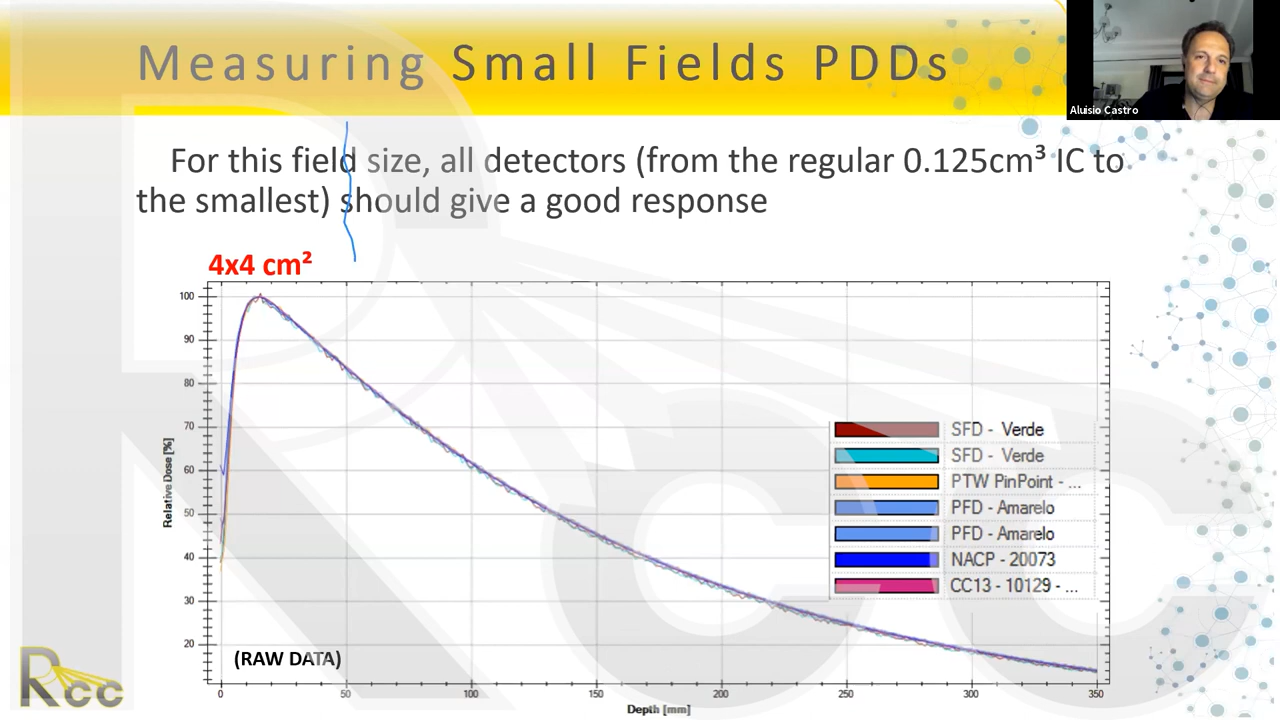 Measuring Small Fields PDDs
Aluisio Castro
For this field size, all detectors (from the regular 0.125cm³ IC to
the smallest) should give a good response
4x4 cm²
100
90
80
70
60
50
40
30
20
Relative Dose [%]
SFD - Verde
SFD - Verde
PTW PinPoint - ...
PFD - Amarelo
PFD - Amarelo
NACP - 20073
CC13 - 10129 - ...
(RAW DATA)
0 50 100 150 200 250 300 350
Depth [mm]
Rcc